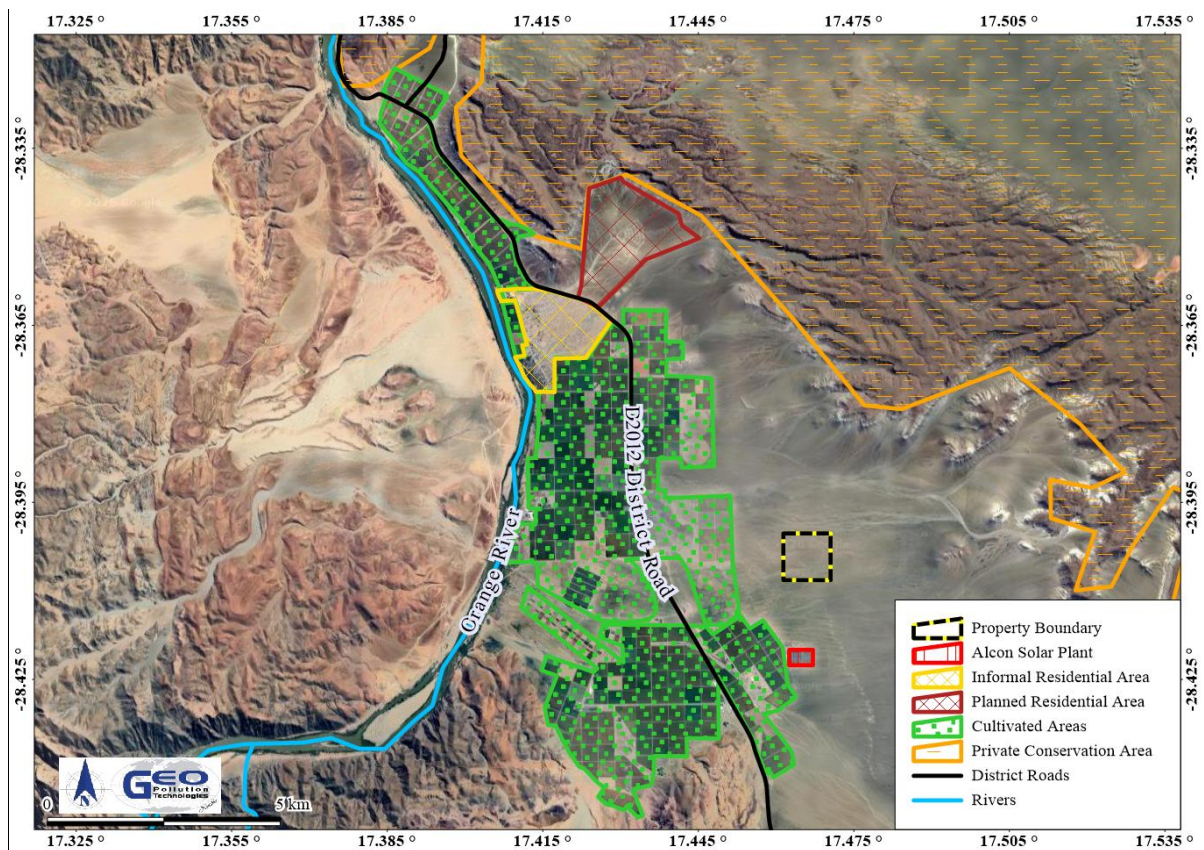 17.325 ° 17.355 ° 17.385 ° 17.415 ° 17.445 ° 17.475 ° 17.505 ° 17.535 °
-28.335 ° -28.335 °
-28.365 ° -28.365 °
-28.395 ° -28.395 °
-28.425 ° -28.425 °
D2012 District Road
Orange River
Property Boundary
Alcon Solar Plant
Informal Residential Area
Planned Residential Area
Cultivated Areas
Private Conservation Area
District Roads
Rivers
N
GEO
Pollution
Technologies
0 5 km
17.325 ° 17.355 ° 17.385 ° 17.415 ° 17.445 ° 17.475 ° 17.505 ° 17.535 °